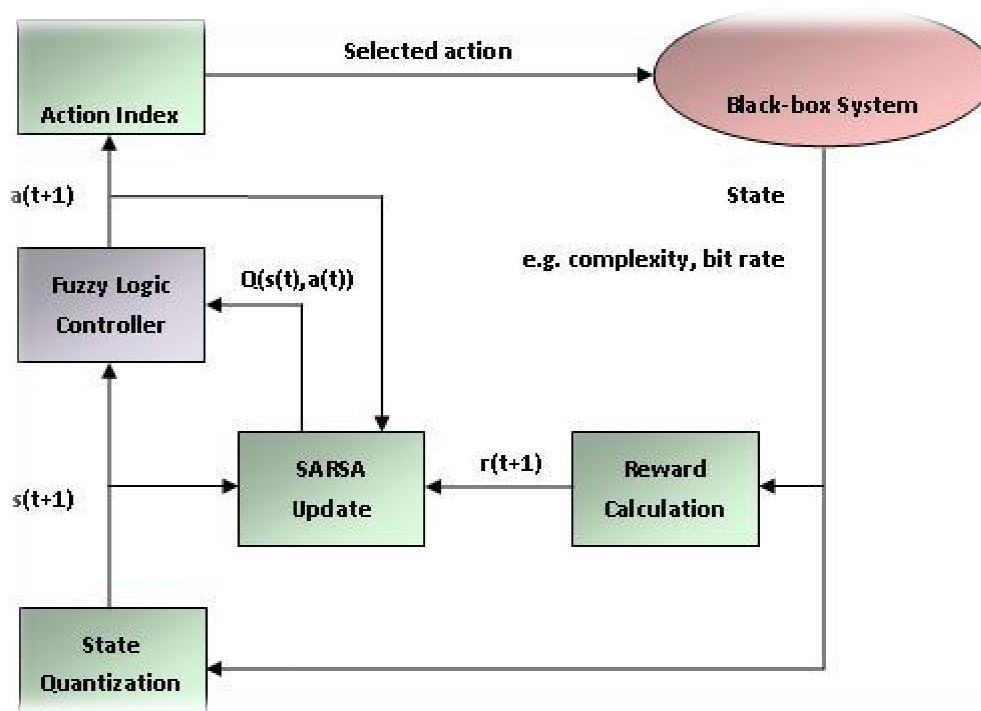 Selected action
Action Index
Black-box System
a(t+1)
State
e.g. complexity, bit rate
Fuzzy Logic
Controller
Q(s(t),a(t))
s(t+1)
SARSA
Update
r(t+1)
Reward
Calculation
State
Quantization